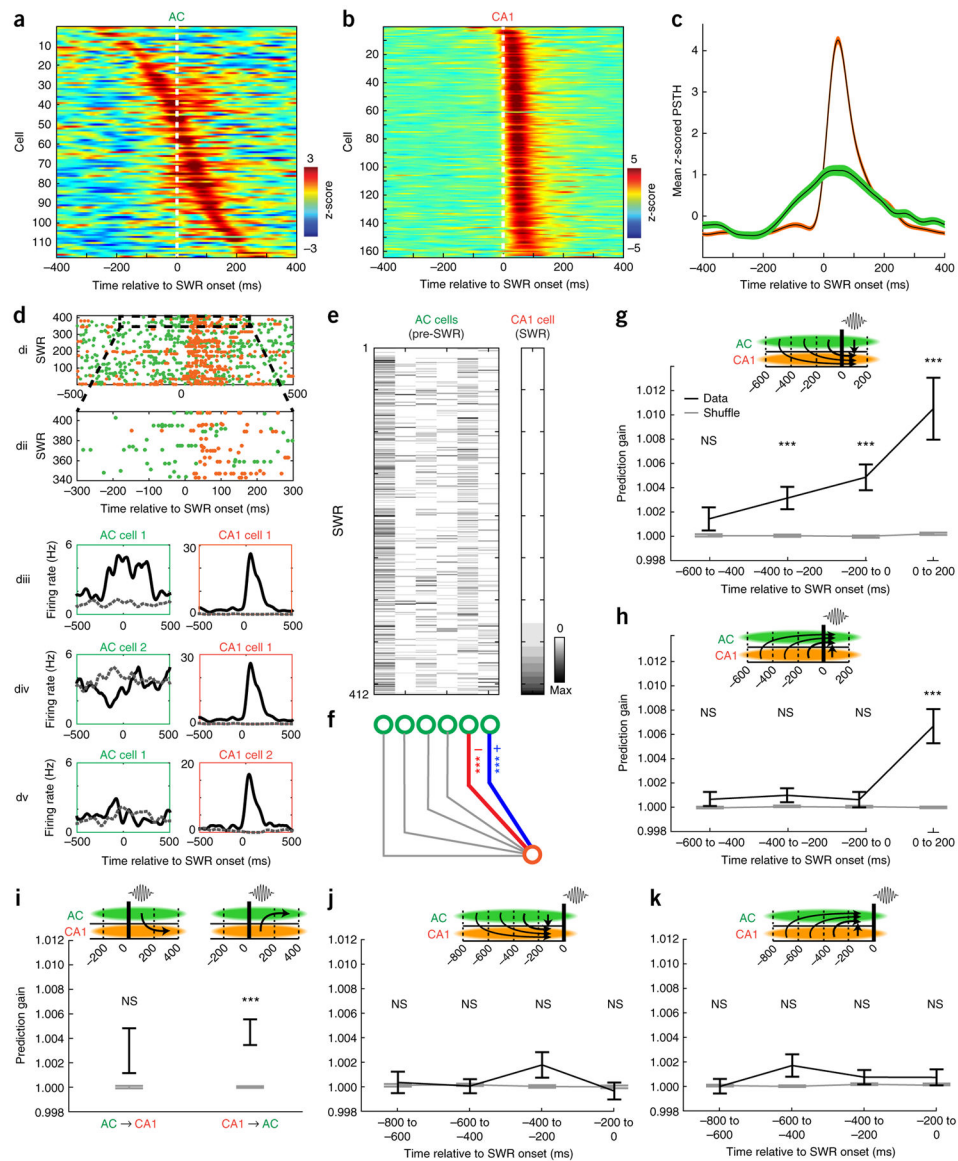 a
AC
Cell
10
20
30
40
50
60
70
80
90
100
110
3
z-score
−3
−400 −200 0 200 400
Time relative to SWR onset (ms)
b
CA1
Cell
20
40
60
80
100
120
140
160
5
z-score
−5
−400 −200 0 200 400
Time relative to SWR onset (ms)
c
Mean z-scored PSTH
4
3
2
1
0
−400 −200 0 200 400
Time relative to SWR onset (ms)
d
di
SWR
400
300
200
100
0
−500 0 500
dii
SWR
400
380
360
340
−300 −200 −100 0 100 200 300
Time relative to SWR onset (ms)
AC cell 1 CA1 cell 1
diii
Firing rate (Hz)
6 30
0 0
−500 0 500 −500 0 500
AC cell 2 CA1 cell 1
div
Firing rate (Hz)
6 30
0 0
−500 0 500 −500 0 500
AC cell 1 CA1 cell 2
dv
Firing rate (Hz)
6 20
0 0
−500 0 500 −500 0 500
Time relative to SWR onset (ms)
e
AC cells CA1 cell
(pre-SWR) (SWR)
1
SWR
412
0
Max
f
*** − *** +
g
AC
CA1
−600 −400 −200 0 200
Data
Shuffle
NS *** *** ***
Prediction gain
1.012
1.010
1.008
1.006
1.004
1.002
1.000
0.998
−600 to −400 to −200 to 0 0 to 200
−400 −200
Time relative to SWR onset (ms)
h
AC
CA1
−600 −400 −200 0 200
NS NS NS ***
Prediction gain
1.012
1.010
1.008
1.006
1.004
1.002
1.000
0.998
−600 to −400 to −200 to 0 0 to 200
−400 −200
Time relative to SWR onset (ms)
i
AC
CA1
−200 0 200 400 −200 0 200 400
NS ***
Prediction gain
1.012
1.010
1.008
1.006
1.004
1.002
1.000
0.998
AC → CA1 CA1 → AC
j
AC
CA1
−800 −600 −400 −200 0
NS NS NS NS
1.012
1.010
1.008
1.006
1.004
1.002
1.000
0.998
−800 to −600 to −400 to −200 to
−600 −400 −200 0
Time relative to SWR onset (ms)
k
AC
CA1
−800 −600 −400 −200 0
NS NS NS NS
1.012
1.010
1.008
1.006
1.004
1.002
1.000
0.998
−800 to −600 to −400 to −200 to
−600 −400 −200 0
Time relative to SWR onset (ms)